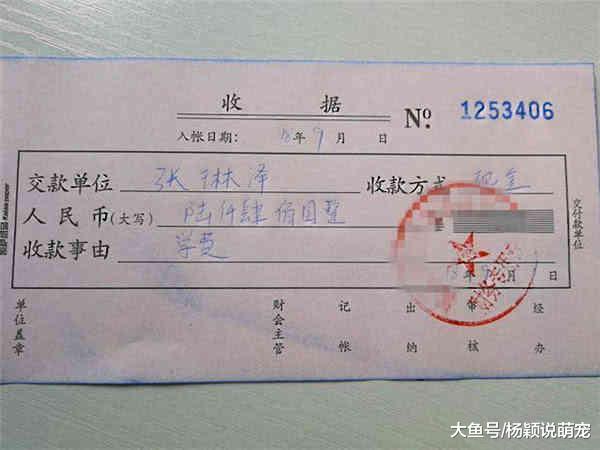 收 据
No. 1253406
入帐日期: 18 年 9 月 日
交款单位 张琳泽 收款方式 现金
人民币(大写) 陆仟肆佰圆整
收款事由 学费
年 月
交付款单位
单位盖章 财会主管 记帐 出纳 审核 经办
大鱼号/杨颖说萌宠